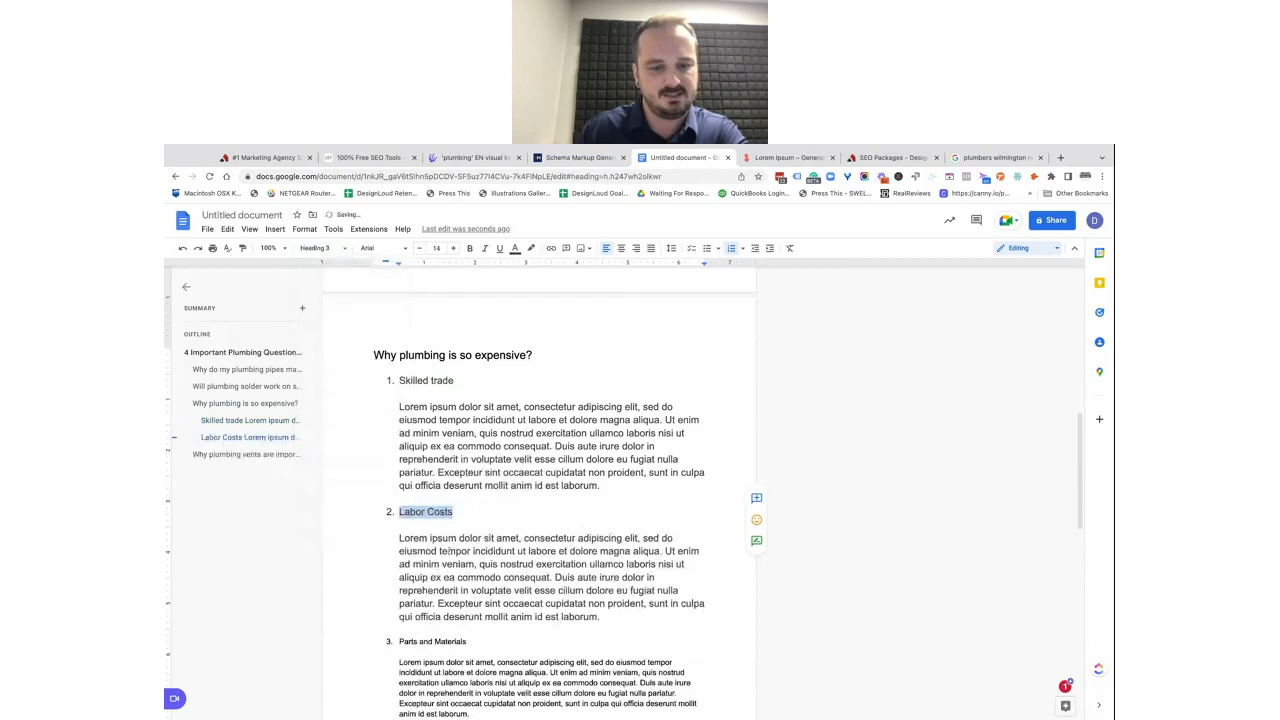 #1 Marketing Agency S
100% Free SEO Tools -
'plumbing' EN visual ke
Schema Markup Gener
Untitled document - G
Lorem Ipsum – Generat
SEO Packages - Design
plumbers wilmington n
docs.google.com/document/d/1nkJR_gaV6tSlhn5pDCDV-SF5uz77I4CVu-7k4FlNpLE/edit#heading=h.h247wh2olkwr
Macintosh OSX K...
NETGEAR Router...
DesignLoud Reten...
Press This
Illustrations Galler...
DesignLoud Goal...
Waiting For Respo...
QuickBooks Login...
Press This - SWEL...
RealReviews
https://canny.io/p...
Other Bookmarks
Untitled document
Saving...
File Edit View Insert Format Tools Extensions Help Last edit was seconds ago
Share
D
100% Heading 3 Arial 14
Editing
SUMMARY
OUTLINE
4 Important Plumbing Question...
Why do my plumbing pipes ma...
Will plumbing solder work on s...
Why plumbing is so expensive?
Skilled trade Lorem ipsum d...
Labor Costs Lorem ipsum d...
Why plumbing vents are impor...
Why plumbing is so expensive?
1. Skilled trade
Lorem ipsum dolor sit amet, consectetur adipiscing elit, sed do
eiusmod tempor incididunt ut labore et dolore magna aliqua. Ut enim
ad minim veniam, quis nostrud exercitation ullamco laboris nisi ut
aliquip ex ea commodo consequat. Duis aute irure dolor in
reprehenderit in voluptate velit esse cillum dolore eu fugiat nulla
pariatur. Excepteur sint occaecat cupidatat non proident, sunt in culpa
qui officia deserunt mollit anim id est laborum.
2. Labor Costs
Lorem ipsum dolor sit amet, consectetur adipiscing elit, sed do
eiusmod tempor incididunt ut labore et dolore magna aliqua. Ut enim
ad minim veniam, quis nostrud exercitation ullamco laboris nisi ut
aliquip ex ea commodo consequat. Duis aute irure dolor in
reprehenderit in voluptate velit esse cillum dolore eu fugiat nulla
pariatur. Excepteur sint occaecat cupidatat non proident, sunt in culpa
qui officia deserunt mollit anim id est laborum.
3. Parts and Materials
Lorem ipsum dolor sit amet, consectetur adipiscing elit, sed do eiusmod tempor
incididunt ut labore et dolore magna aliqua. Ut enim ad minim veniam, quis nostrud
exercitation ullamco laboris nisi ut aliquip ex ea commodo consequat. Duis aute irure
dolor in reprehenderit in voluptate velit esse cillum dolore eu fugiat nulla pariatur.
Excepteur sint occaecat cupidatat non proident, sunt in culpa qui officia deserunt mollit
anim id est laborum.